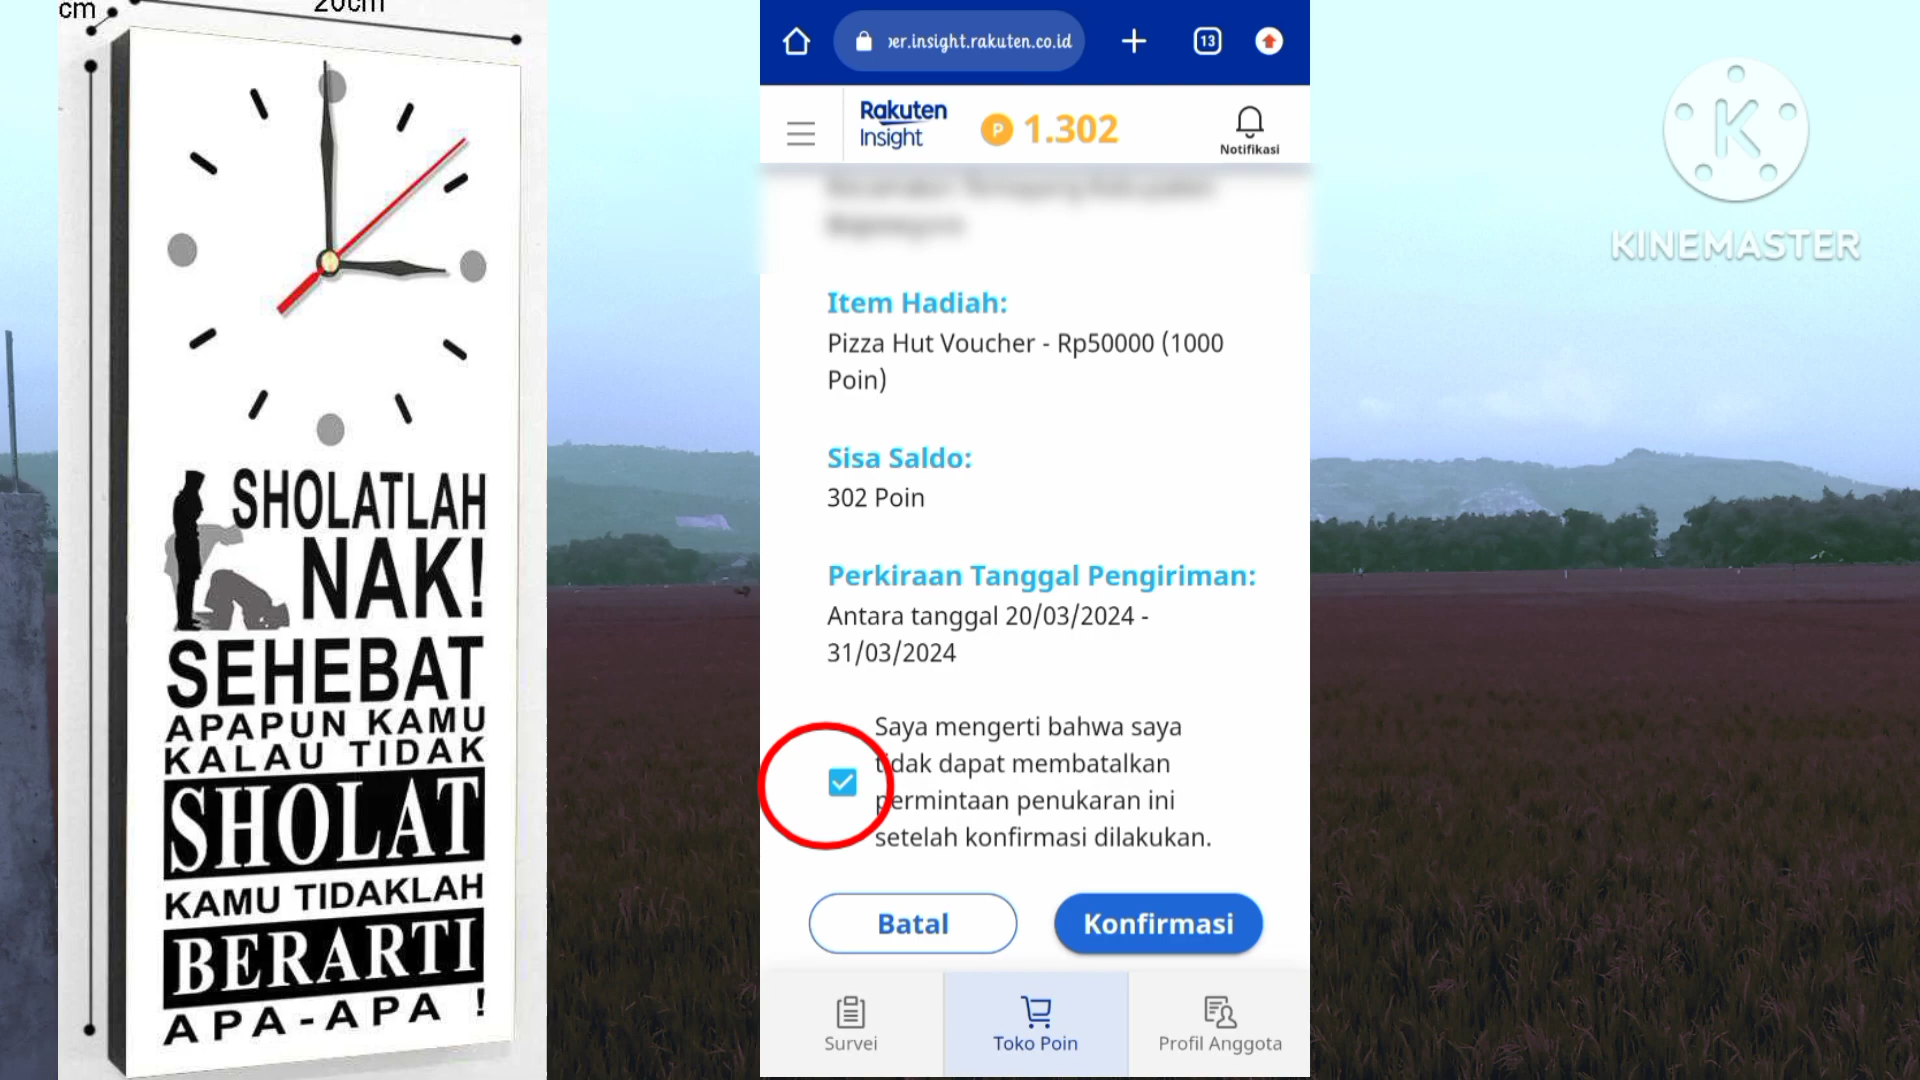 cm
20cm
SHOLATLAH
NAK!
SEHEBAT
APAPUN KAMU
KALAU TIDAK
SHOLAT
KAMU TIDAKLAH
BERARTI
APA-APA !
per.insight.rakuten.co.id
13
Rakuten
Insight
P 1.302
Notifikasi
Item Hadiah:
Pizza Hut Voucher - Rp50000 (1000
Poin)
Sisa Saldo:
302 Poin
Perkiraan Tanggal Pengiriman:
Antara tanggal 20/03/2024 -
31/03/2024
Saya mengerti bahwa saya
tidak dapat membatalkan
permintaan penukaran ini
setelah konfirmasi dilakukan.
Batal
Konfirmasi
Survei
Toko Poin
Profil Anggota
K
KINEMASTER